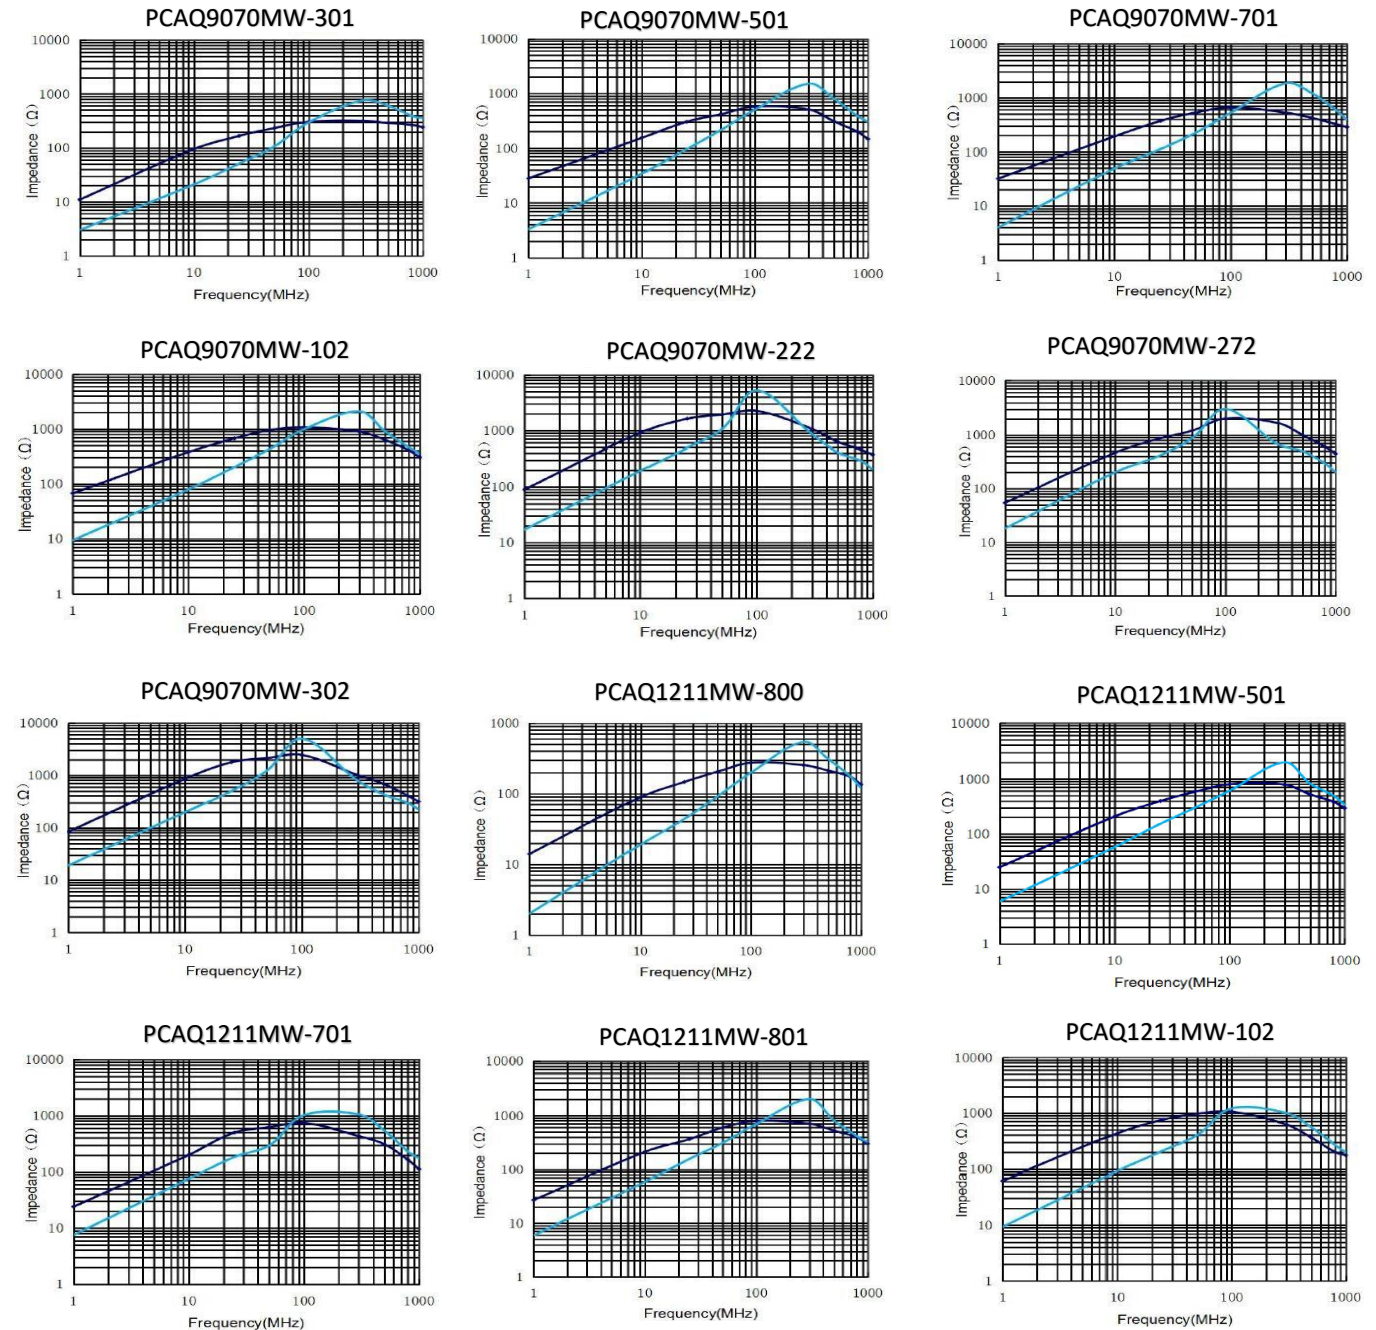 PCAQ9070MW-301
10000
1000
100
10
1
Impedance（Ω）
1 10 100 1000
Frequency(MHz)
PCAQ9070MW-501
10000
1000
100
10
1
Impedance（Ω）
1 10 100 1000
Frequency(MHz)
PCAQ9070MW-701
10000
1000
100
10
1
Impedance（Ω）
1 10 100 1000
Frequency(MHz)
PCAQ9070MW-102
10000
1000
100
10
1
Impedance（Ω）
1 10 100 1000
Frequency(MHz)
PCAQ9070MW-222
10000
1000
100
10
1
Impedance（Ω）
1 10 100 1000
Frequency(MHz)
PCAQ9070MW-272
10000
1000
100
10
1
Impedance（Ω）
1 10 100 1000
Frequency(MHz)
PCAQ9070MW-302
10000
1000
100
10
1
Impedance（Ω）
1 10 100 1000
Frequency(MHz)
PCAQ1211MW-800
1000
100
10
1
Impedance（Ω）
1 10 100 1000
Frequency(MHz)
PCAQ1211MW-501
10000
1000
100
10
1
Impedance（Ω）
1 10 100 1000
Frequency(MHz)
PCAQ1211MW-701
10000
1000
100
10
1
Impedance（Ω）
1 10 100 1000
Frequency(MHz)
PCAQ1211MW-801
10000
1000
100
10
1
Impedance（Ω）
1 10 100 1000
Frequency(MHz)
PCAQ1211MW-102
10000
1000
100
10
1
Impedance（Ω）
1 10 100 1000
Frequency(MHz)